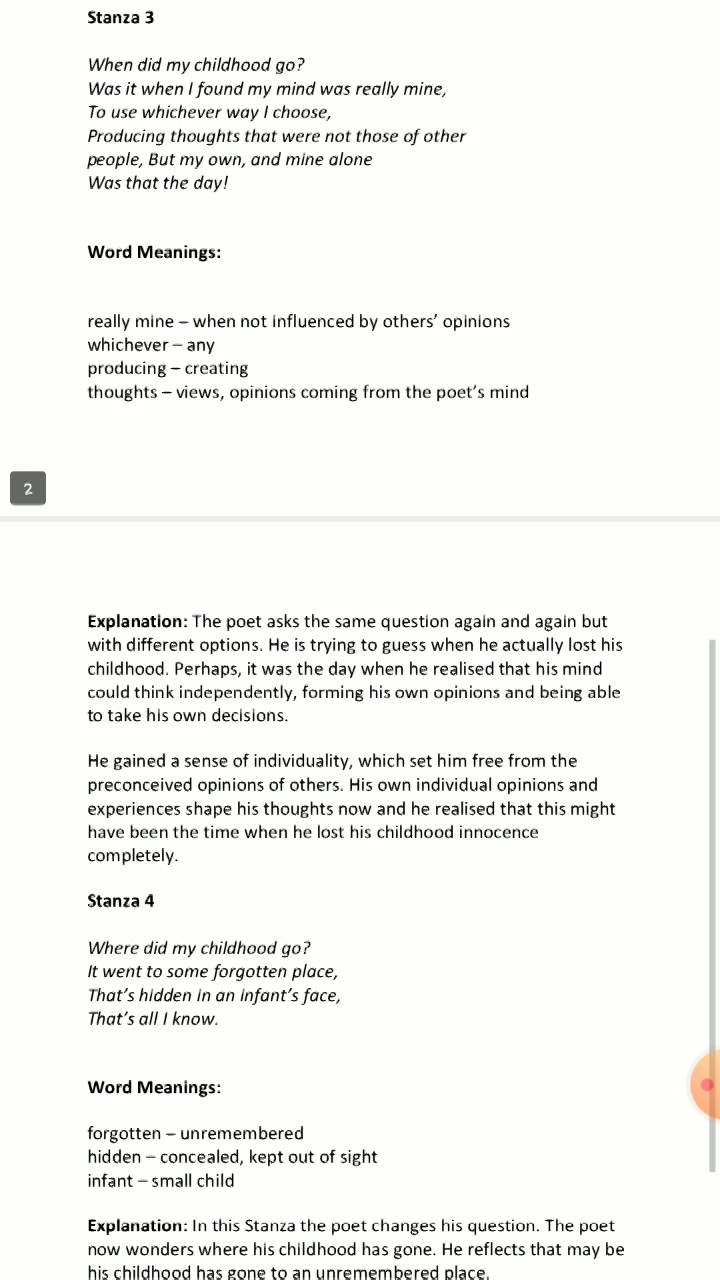 Stanza 3
When did my childhood go?
Was it when I found my mind was really mine,
To use whichever way I choose,
Producing thoughts that were not those of other
people, But my own, and mine alone
Was that the day!
Word Meanings:
really mine – when not influenced by others’ opinions
whichever – any
producing – creating
thoughts – views, opinions coming from the poet’s mind
2
Explanation: The poet asks the same question again and again but
with different options. He is trying to guess when he actually lost his
childhood. Perhaps, it was the day when he realised that his mind
could think independently, forming his own opinions and being able
to take his own decisions.
He gained a sense of individuality, which set him free from the
preconceived opinions of others. His own individual opinions and
experiences shape his thoughts now and he realised that this might
have been the time when he lost his childhood innocence
completely.
Stanza 4
Where did my childhood go?
It went to some forgotten place,
That’s hidden in an infant’s face,
That’s all I know.
Word Meanings:
forgotten – unremembered
hidden – concealed, kept out of sight
infant – small child
Explanation: In this Stanza the poet changes his question. The poet
now wonders where his childhood has gone. He reflects that may be
his childhood has gone to an unremembered place.